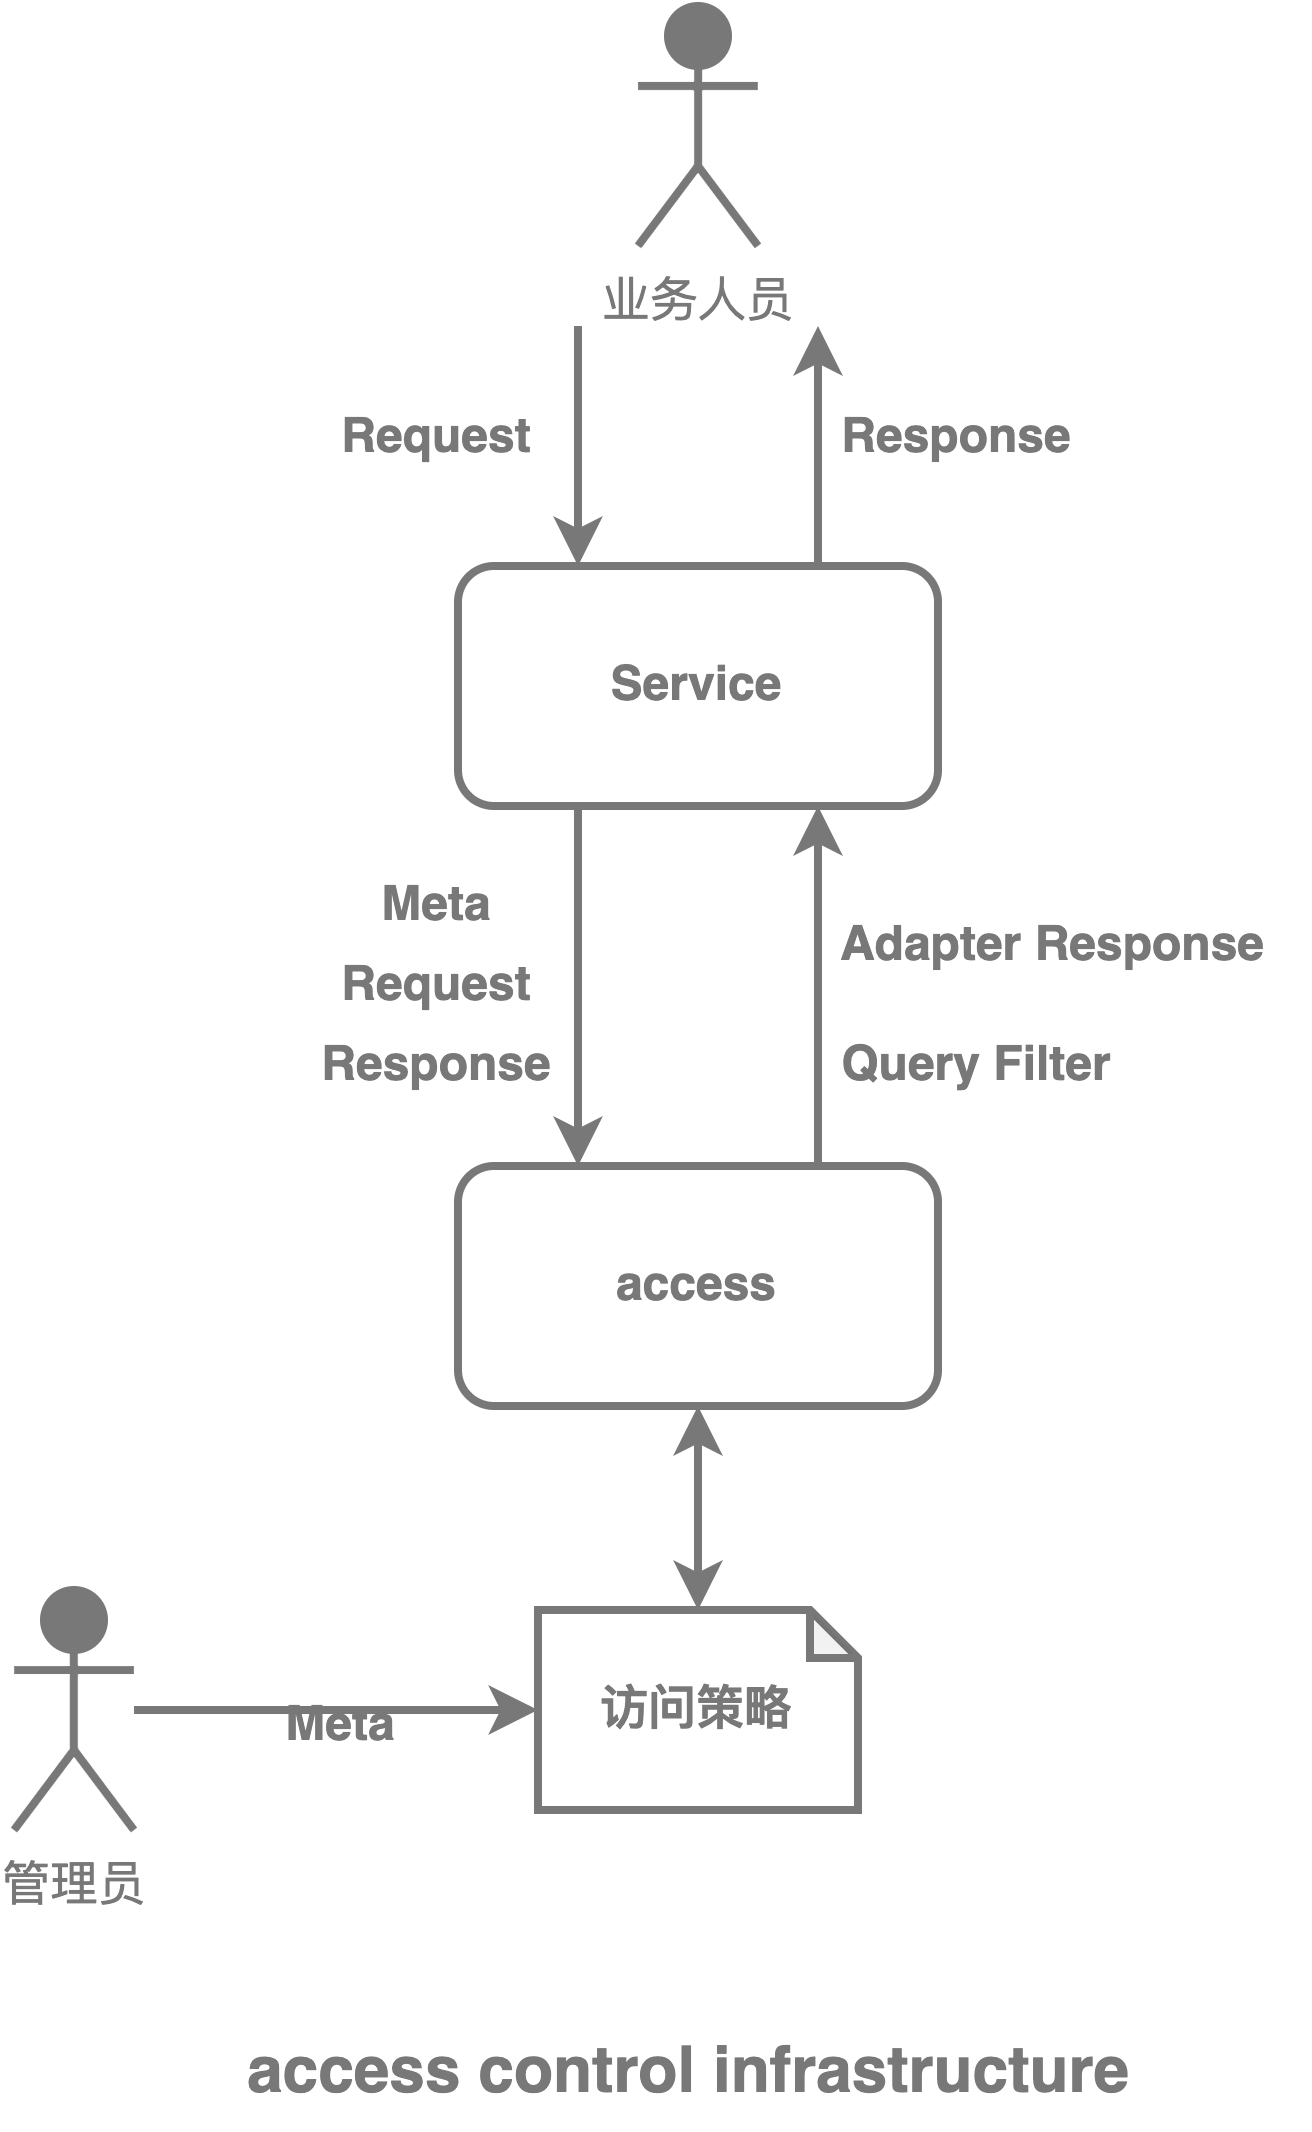 业务人员
Request
Response
Service
Meta
Request
Response
Adapter Response
Query Filter
access
访问策略
Meta
管理员
access control infrastructure